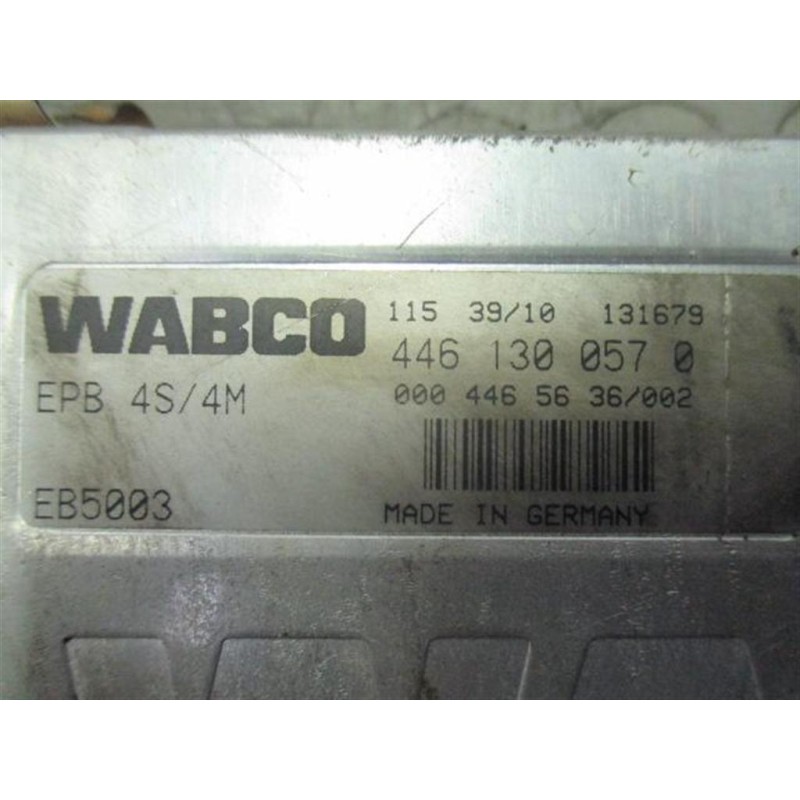 WABCO
115 39/10 131679
446 130 057 0
EPB 4S/4M
000 446 56 36/002
EB5003
MADE IN GERMANY